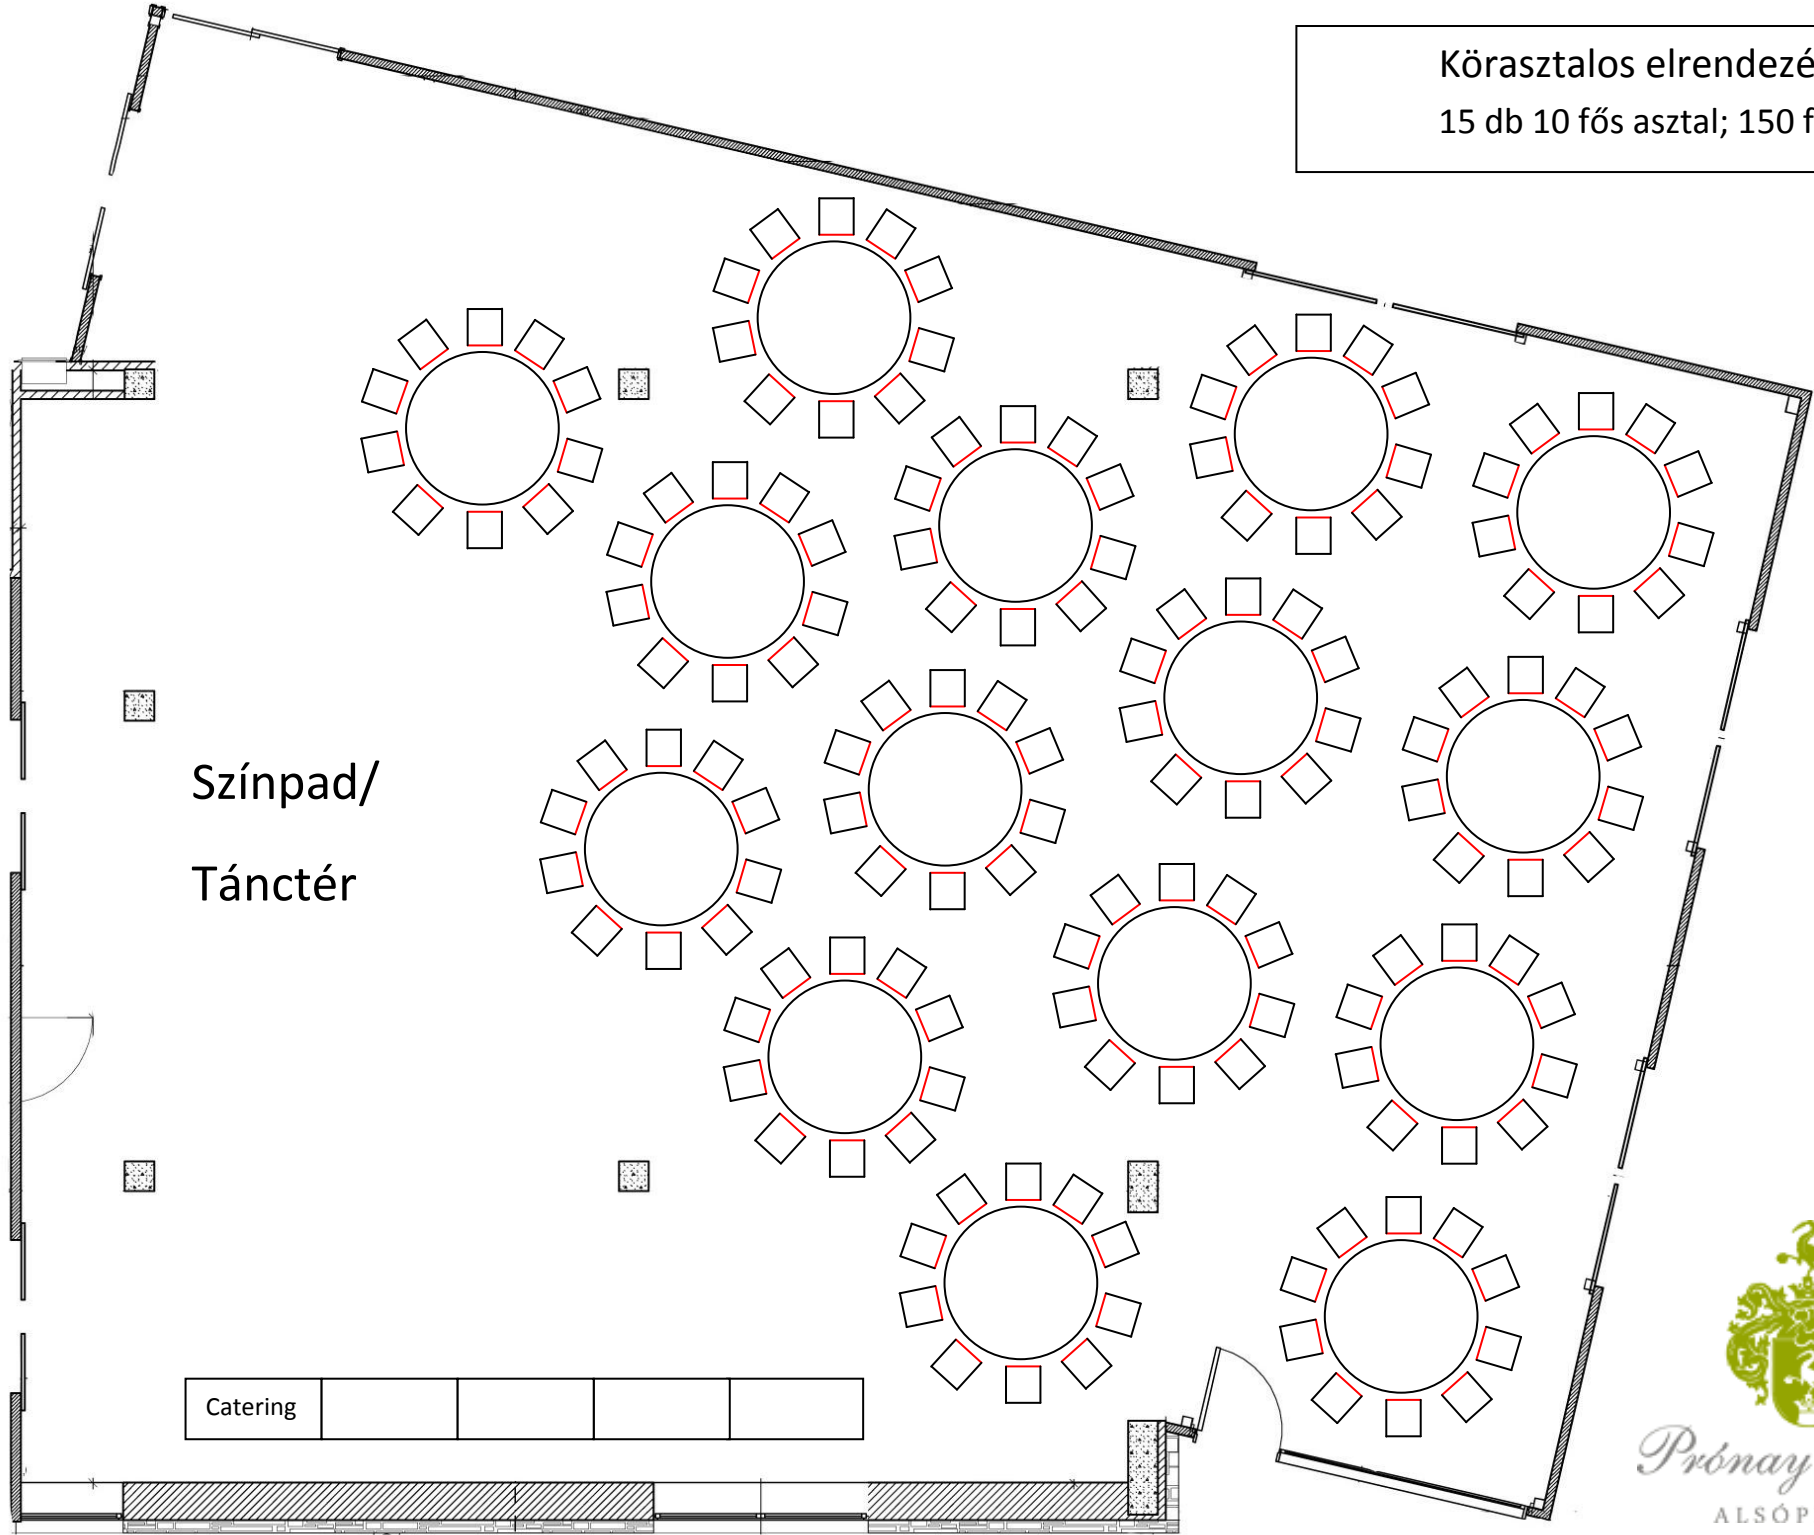 Körasztalos elrendezé
15 db 10 fős asztal; 150 f
Színpad/
Tánctér
Catering
Prónay
ALSÓP